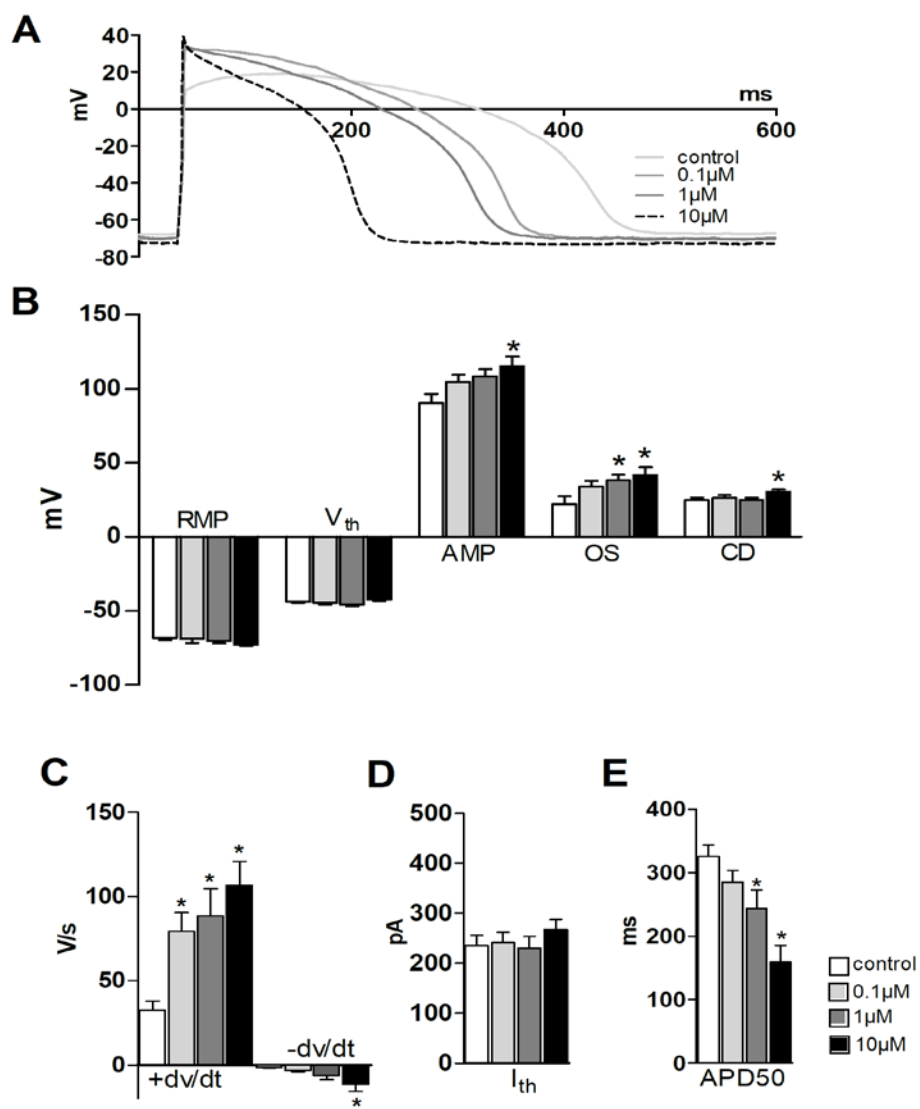 A
mV
40
20
0
-20
-40
-60
-80
200
400
600
ms
control
0.1µM
1µM
10µM
B
mV
150
100
50
0
-50
-100
RMP
Vth
AMP
OS
CD
*
* *
*
C
V/s
150
100
50
0
+dv/dt
-dv/dt
* * *
*
D
pA
500
400
300
200
100
0
Ith
E
ms
400
300
200
100
0
APD50
*
*
control
0.1µM
1µM
10µM